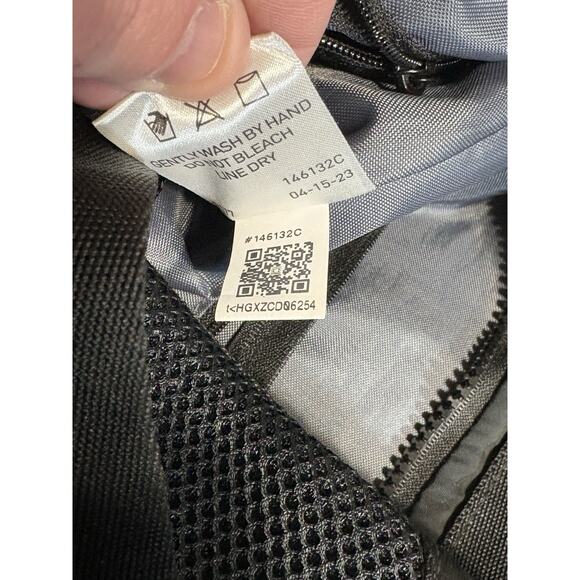 GENTLY WASH BY HAND
DO NOT BLEACH
LINE DRY
146132C
04-15-23
#146132C
t<HGXZCD06254